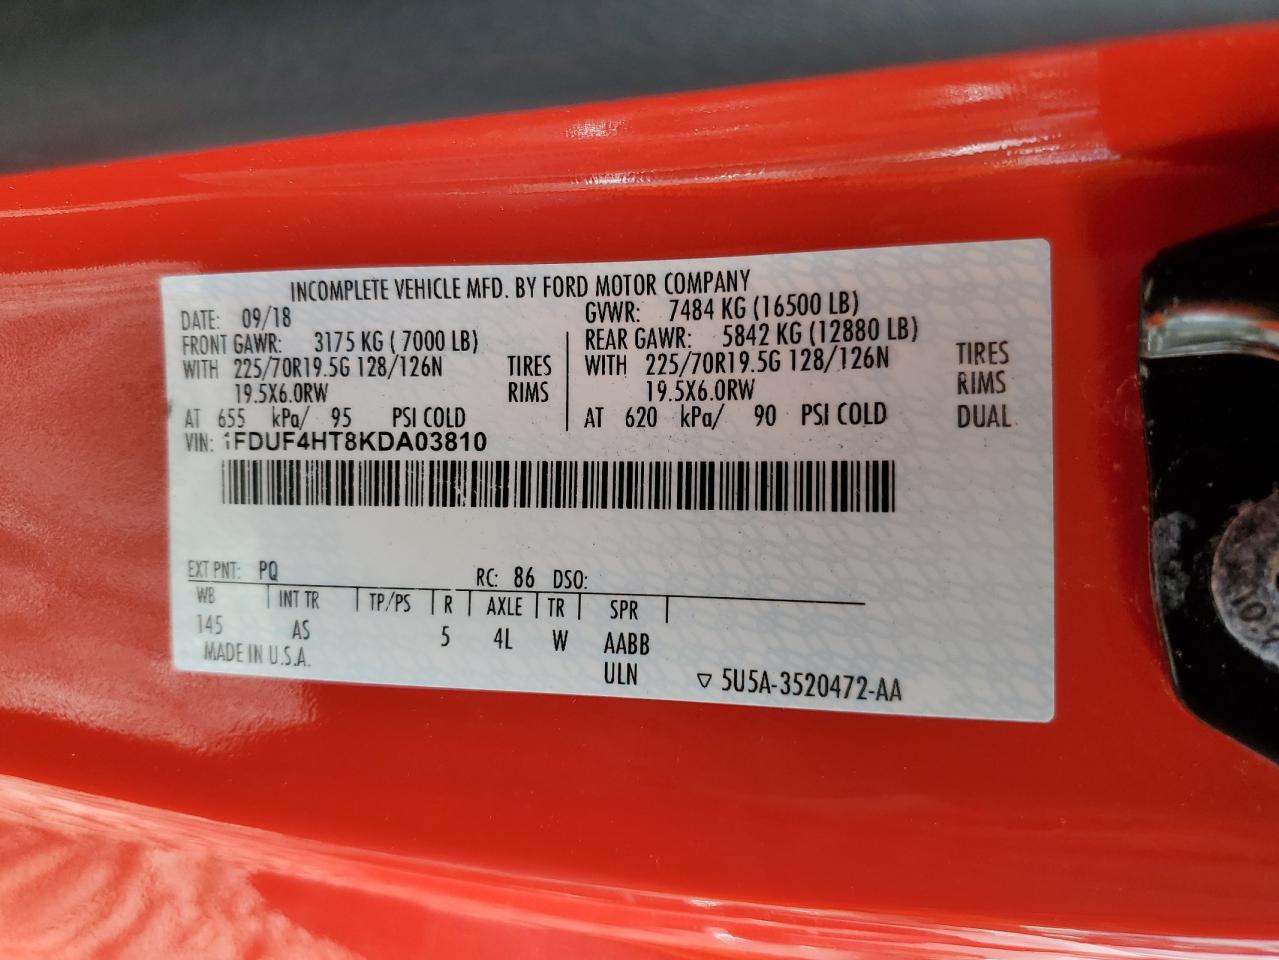 INCOMPLETE VEHICLE MFD. BY FORD MOTOR COMPANY
DATE: 09/18 GVWR: 7484 KG (16500 LB)
FRONT GAWR: 3175 KG ( 7000 LB) REAR GAWR: 5842 KG (12880 LB)
WITH 225/70R19.5G 128/126N TIRES WITH 225/70R19.5G 128/126N TIRES
19.5X6.0RW RIMS 19.5X6.0RW RIMS
AT 655 kPa/ 95 PSI COLD AT 620 kPa/ 90 PSI COLD DUAL
VIN: 1FDUF4HT8KDA03810
EXT PNT: PQ RC: 86 DSO:
WB INT TR TP/PS R AXLE TR SPR
145 AS 5 4L W AABB
MADE IN U.S.A. ULN ▽ 5U5A-3520472-AA